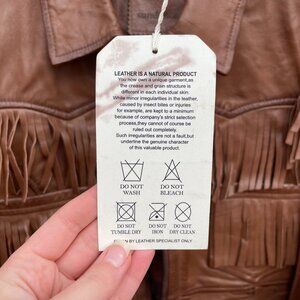 LEATHER IS A NATURAL PRODUCT
You now own a unique garment,as
the crease and grain structure is
different in each individual skin
While minor irregularities in the leather,
caused by insect bites or injuries
for example, are kept to a minimum
because of company's strict selection
process,they cannot of course be
ruled out completely.
Such irregularities are not a fault,but
underline the genuine character
of this valuable product.
DO NOT WASH
DO NOT BLEACH
DO NOT TUMBLE DRY
DO NOT IRON
DO NOT DRY CLEAN
BY LEATHER SPECIALIST ONLY